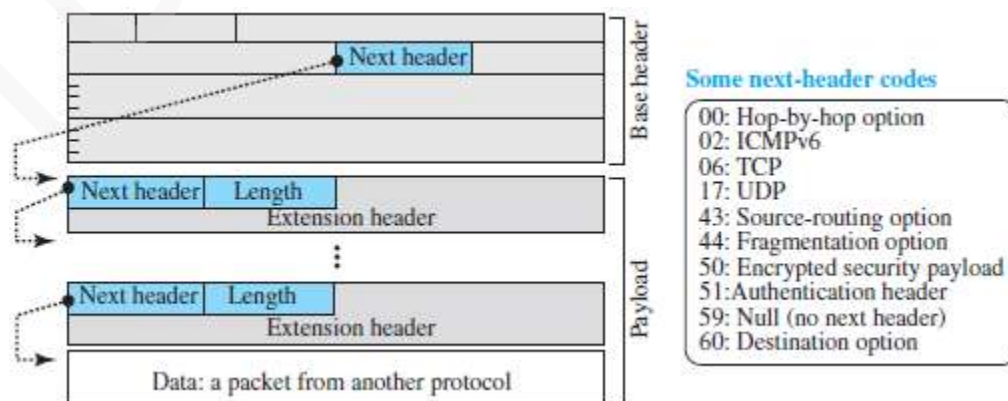 Next header
Base header
Next header Length
Extension header
Next header Length
Extension header
Data: a packet from another protocol
Payload
Some next-header codes
00: Hop-by-hop option
02: ICMPv6
06: TCP
17: UDP
43: Source-routing option
44: Fragmentation option
50: Encrypted security payload
51:Authentication header
59: Null (no next header)
60: Destination option